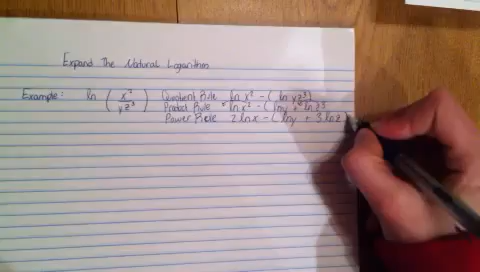 Expand The Natural Logarithms
Example: ln ( x² / yz³ ) Quotient Rule ln x² - ( ln yz³ )
Product Rule = ln x² - ( ln y + ln z³
Power Rule 2 ln x - ( ln y + 3 ln z )